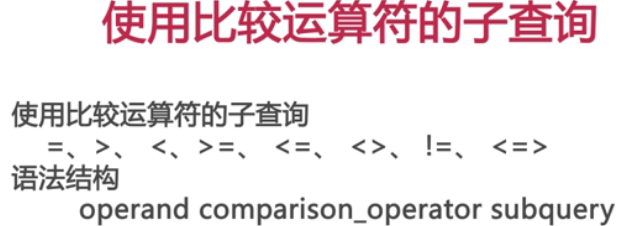 使用比较运算符的子查询
使用比较运算符的子查询
=、>、<、>=、<=、<>、!=、<=>
语法结构
operand comparison_operator subquery